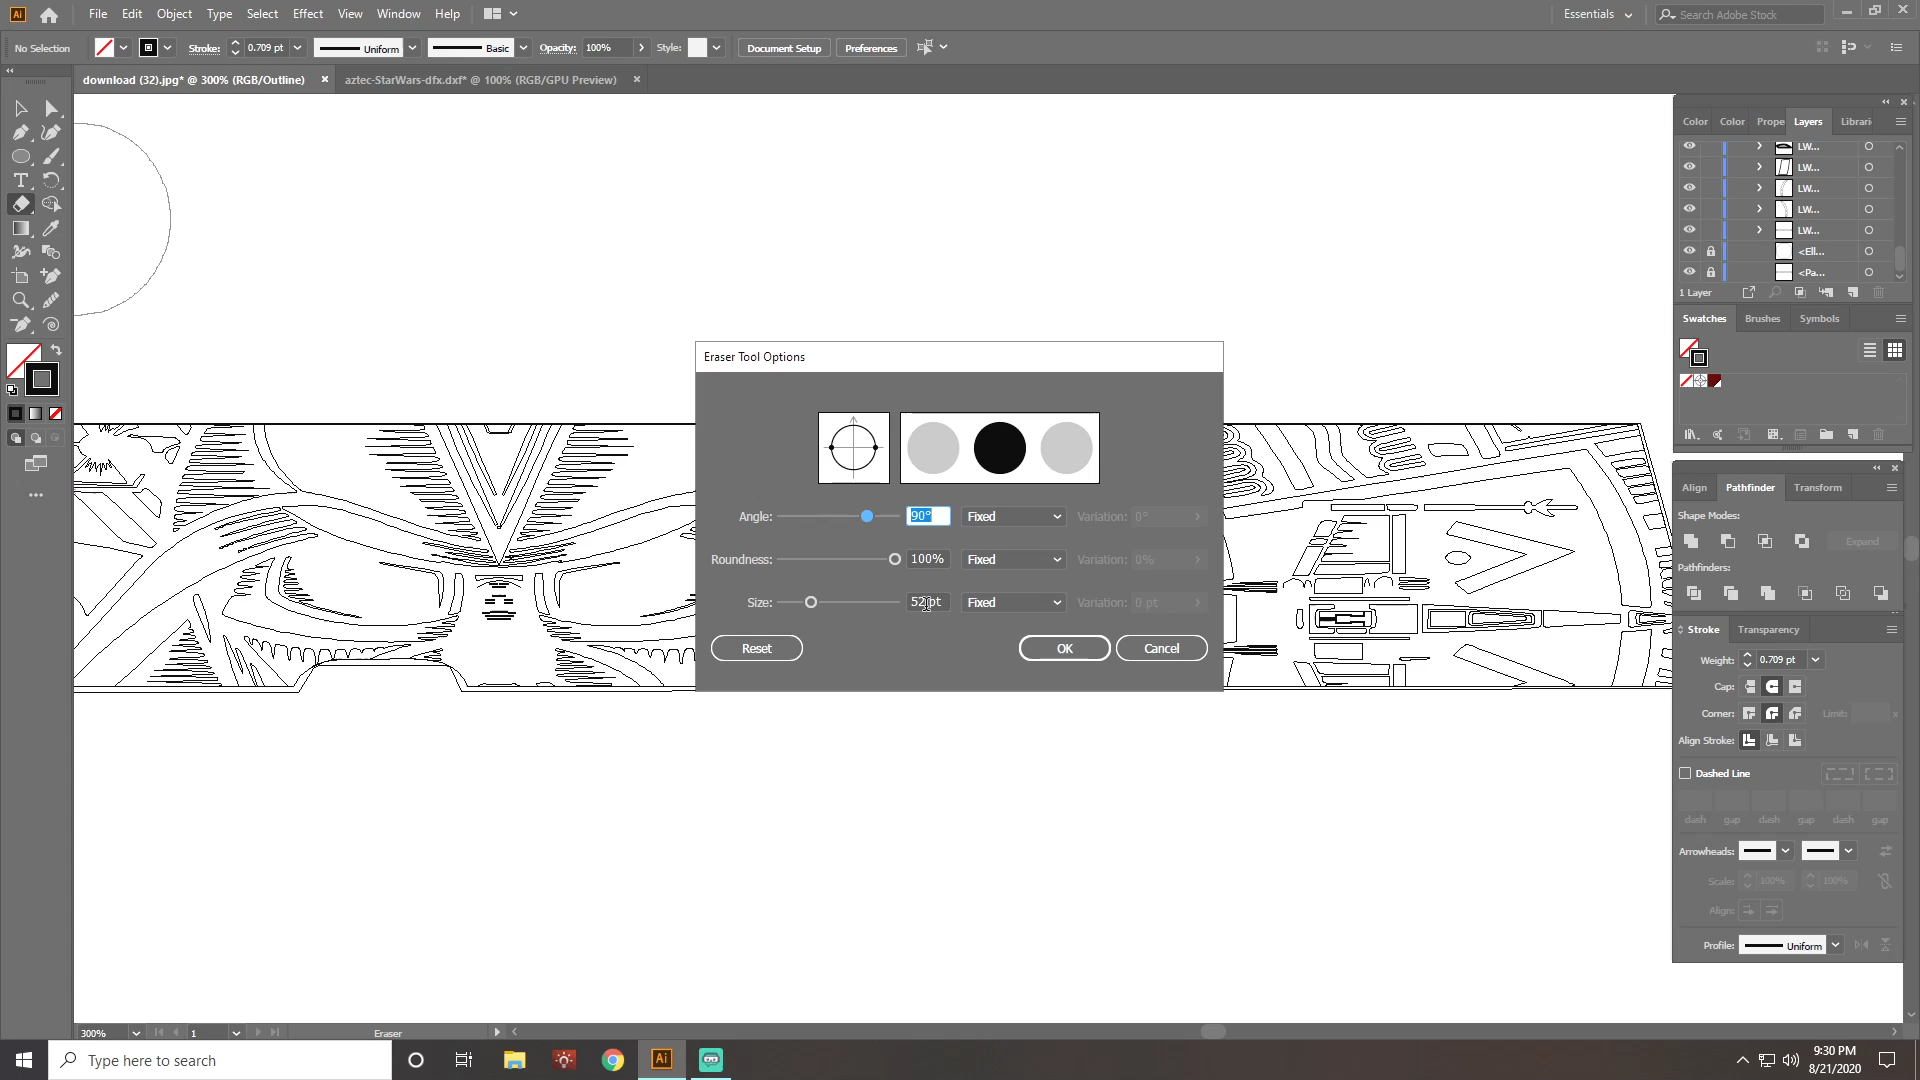 Ai File Edit Object Type Select Effect View Window Help Essentials Search Adobe Stock
No Selection Stroke: 0.709 pt Uniform Basic Opacity: 100% Style: Document Setup Preferences
download (32).jpg* @ 300% (RGB/Outline) × aztec-StarWars-dfx.dxf* @ 100% (RGB/GPU Preview) ×
Color Color Prope Layers Librari
LW...
LW...
LW...
LW...
LW...
<Ell...
<Pa...
1 Layer
Swatches Brushes Symbols
Eraser Tool Options
Angle: 90° Fixed Variation: 0°
Roundness: 100% Fixed Variation: 0%
Size: 52 pt Fixed Variation: 0 pt
Reset OK Cancel
Align Pathfinder Transform
Shape Modes:
Expand
Pathfinders:
Stroke Transparency
Weight: 0.709 pt
Cap:
Corner: Limit: x
Align Stroke:
Dashed Line
dash gap dash gap dash gap
Arrowheads:
Scale: 100% 100%
Align:
Profile: Uniform
300% 1 Eraser
Type here to search Ai 9:30 PM
8/21/2020